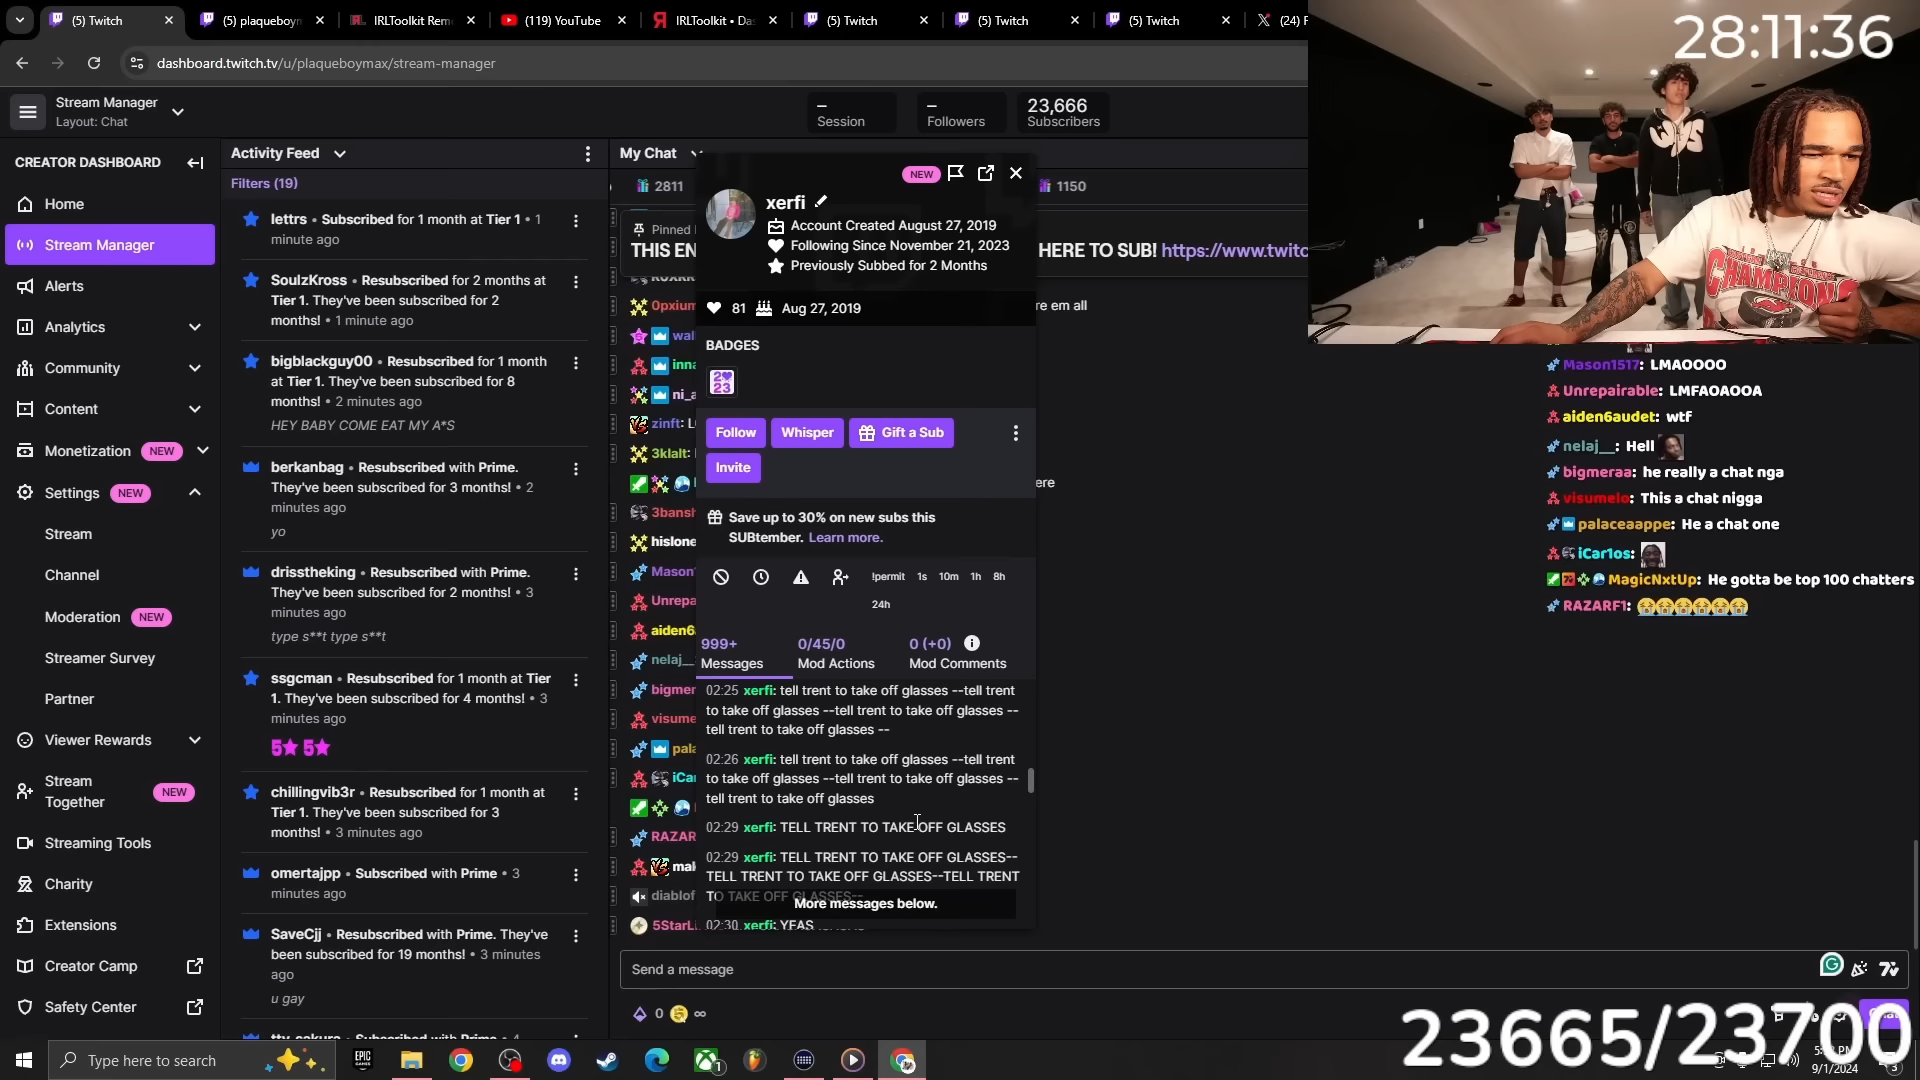 (5) Twitch
(5) plaqueboym
IRLToolkit Rem
(119) YouTube
IRLToolkit • Da
(5) Twitch
(5) Twitch
(5) Twitch
(24) F
28:11:36
dashboard.twitch.tv/u/plaqueboymax/stream-manager
Stream Manager
Layout: Chat
–
Session
–
Followers
23,666
Subscribers
CREATOR DASHBOARD
Home
Stream Manager
Alerts
Analytics
Community
Content
Monetization NEW
Settings NEW
Stream
Channel
Moderation NEW
Streamer Survey
Partner
Viewer Rewards
Stream
Together NEW
Streaming Tools
Charity
Extensions
Creator Camp
Safety Center
Activity Feed
Filters (19)
lettrs • Subscribed for 1 month at Tier 1 • 1
minute ago
SoulzKross • Resubscribed for 2 months at
Tier 1. They've been subscribed for 2
months! • 1 minute ago
bigblackguy00 • Resubscribed for 1 month
at Tier 1. They've been subscribed for 8
months! • 2 minutes ago
HEY BABY COME EAT MY A*S
berkanbag • Resubscribed with Prime.
They've been subscribed for 3 months! • 2
minutes ago
yo
drisstheking • Resubscribed with Prime.
They've been subscribed for 2 months! • 3
minutes ago
type s**t type s**t
ssgcman • Resubscribed for 1 month at Tier
1. They've been subscribed for 4 months! • 3
minutes ago
5★ 5★
chillingvib3r • Resubscribed for 1 month at
Tier 1. They've been subscribed for 3
months! • 3 minutes ago
omertajpp • Subscribed with Prime • 3
minutes ago
SaveCjj • Resubscribed with Prime. They've
been subscribed for 19 months! • 3 minutes
ago
u gay
My Chat
2811
1150
Pinned
THIS EN
HERE TO SUB! https://www.twitc
0pxium
re em all
wal
inna
ni_a
zinft: L
3klalt:
ere
3bansh
hislone
Mason
Unrepa
aiden6
nelaj__
bigmer
visume
pala
iCar
RAZAR
mal
diablof
5StarL
NEW
xerfi
Account Created August 27, 2019
Following Since November 21, 2023
Previously Subbed for 2 Months
81 Aug 27, 2019
BADGES
2023
Follow Whisper Gift a Sub
Invite
Save up to 30% on new subs this
SUBtember. Learn more.
!permit 1s 10m 1h 8h
24h
999+
Messages
0/45/0
Mod Actions
0 (+0)
Mod Comments
02:25 xerfi: tell trent to take off glasses --tell trent
to take off glasses --tell trent to take off glasses --
tell trent to take off glasses --
02:26 xerfi: tell trent to take off glasses --tell trent
to take off glasses --tell trent to take off glasses --
tell trent to take off glasses
02:29 xerfi: TELL TRENT TO TAKE OFF GLASSES
02:29 xerfi: TELL TRENT TO TAKE OFF GLASSES--
TELL TRENT TO TAKE OFF GLASSES--TELL TRENT
TO TAKE OFF GLASSES--
More messages below.
02:30 xerfi: YEAS
Send a message
0 ∞
CHAMPIONS
Mason1517: LMAOOOO
Unrepairable: LMFAOAOOA
aiden6audet: wtf
nelaj__: Hell
bigmeraa: he really a chat nga
visumelo: This a chat nigga
palaceaappe: He a chat one
iCar1os:
MagicNxtUp: He gotta be top 100 chatters
RAZARF1: 😭😭😭😭😭😭
23665/23700
Type here to search
EPIC
GAMES
9/1/2024